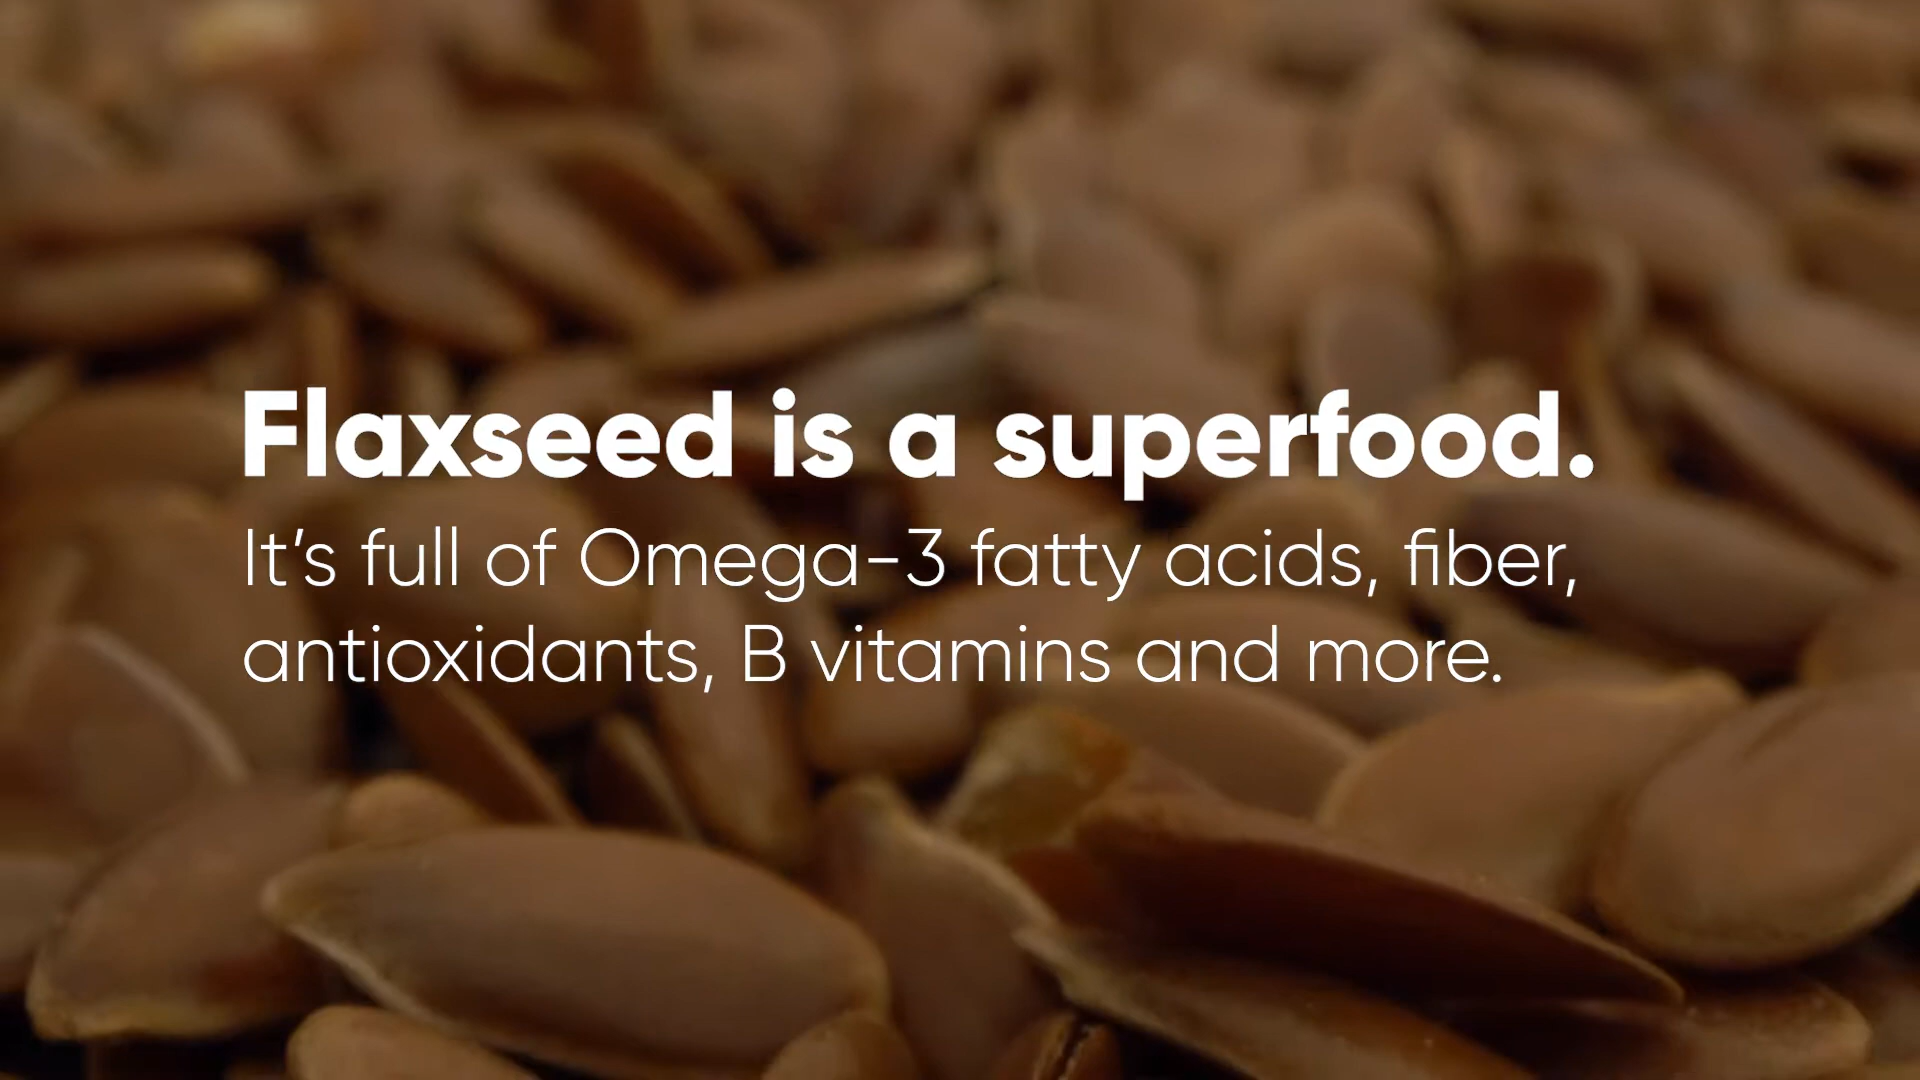 Flaxseed is a superfood.
It’s full of Omega-3 fatty acids, fiber,
antioxidants, B vitamins and more.